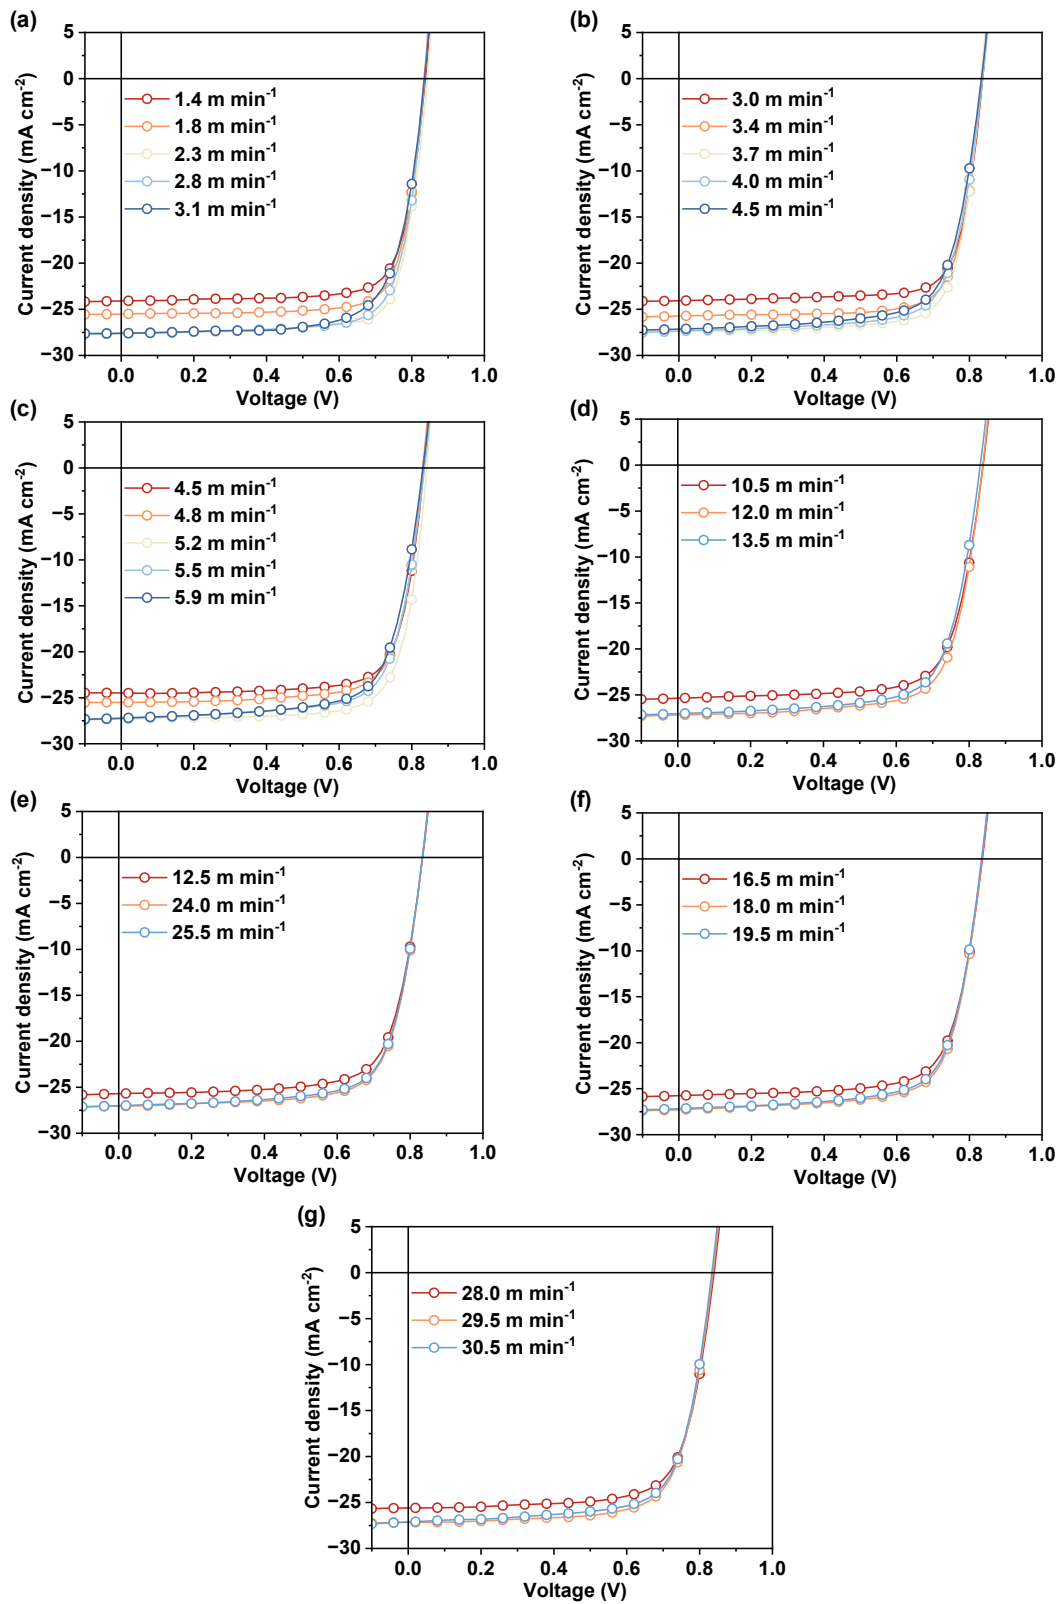 (a)
5
0
−5
−10
−15
−20
−25
−30
Current density (mA cm-2)
1.4 m min-1
1.8 m min-1
2.3 m min-1
2.8 m min-1
3.1 m min-1
0.0 0.2 0.4 0.6 0.8 1.0
Voltage (V)
(b)
5
0
−5
−10
−15
−20
−25
−30
Current density (mA cm-2)
3.0 m min-1
3.4 m min-1
3.7 m min-1
4.0 m min-1
4.5 m min-1
0.0 0.2 0.4 0.6 0.8 1.0
Voltage (V)
(c)
5
0
−5
−10
−15
−20
−25
−30
Current density (mA cm-2)
4.5 m min-1
4.8 m min-1
5.2 m min-1
5.5 m min-1
5.9 m min-1
0.0 0.2 0.4 0.6 0.8 1.0
Voltage (V)
(d)
5
0
−5
−10
−15
−20
−25
−30
Current density (mA cm-2)
10.5 m min-1
12.0 m min-1
13.5 m min-1
0.0 0.2 0.4 0.6 0.8 1.0
Voltage (V)
(e)
5
0
−5
−10
−15
−20
−25
−30
Current density (mA cm-2)
12.5 m min-1
24.0 m min-1
25.5 m min-1
0.0 0.2 0.4 0.6 0.8 1.0
Voltage (V)
(f)
5
0
−5
−10
−15
−20
−25
−30
Current density (mA cm-2)
16.5 m min-1
18.0 m min-1
19.5 m min-1
0.0 0.2 0.4 0.6 0.8 1.0
Voltage (V)
(g)
5
0
−5
−10
−15
−20
−25
−30
Current density (mA cm-2)
28.0 m min-1
29.5 m min-1
30.5 m min-1
0.0 0.2 0.4 0.6 0.8 1.0
Voltage (V)